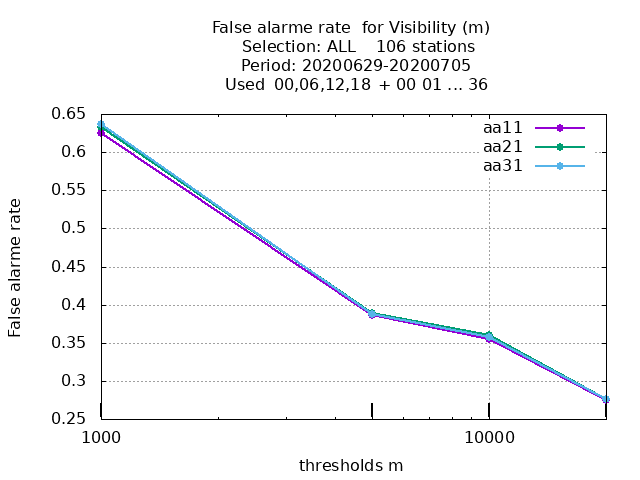 False alarme rate  for Visibility (m)
Selection: ALL    106 stations
Period: 20200629-20200705
Used  00,06,12,18  + 00 01 ... 36
0.65
0.6
0.55
0.5
0.45
0.4
0.35
0.3
0.25
False alarme rate
aa11
aa21
aa31
1000
10000
thresholds m